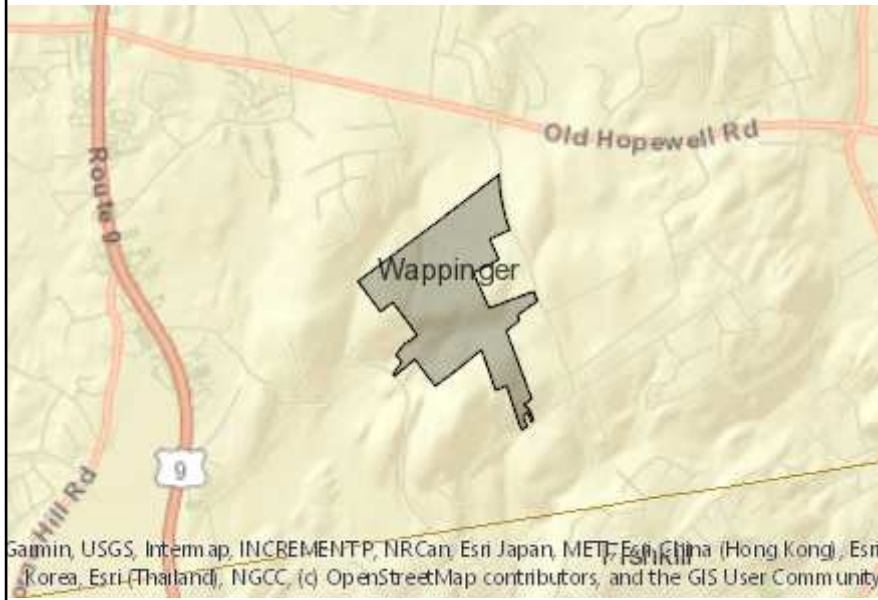 Old Hopewell Rd
Route 9
Wappinger
9
Hill Rd
Fishkill
Garmin, USGS, Intermap, INCREMENT P, NRCan, Esri Japan, METI, Esri China (Hong Kong), Esri
Korea, Esri (Thailand), NGCC, (c) OpenStreetMap contributors, and the GIS User Community